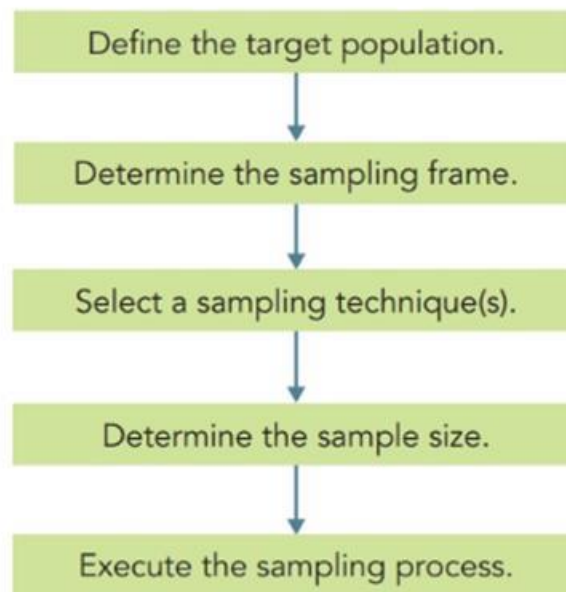 Define the target population.
Determine the sampling frame.
Select a sampling technique(s).
Determine the sample size.
Execute the sampling process.